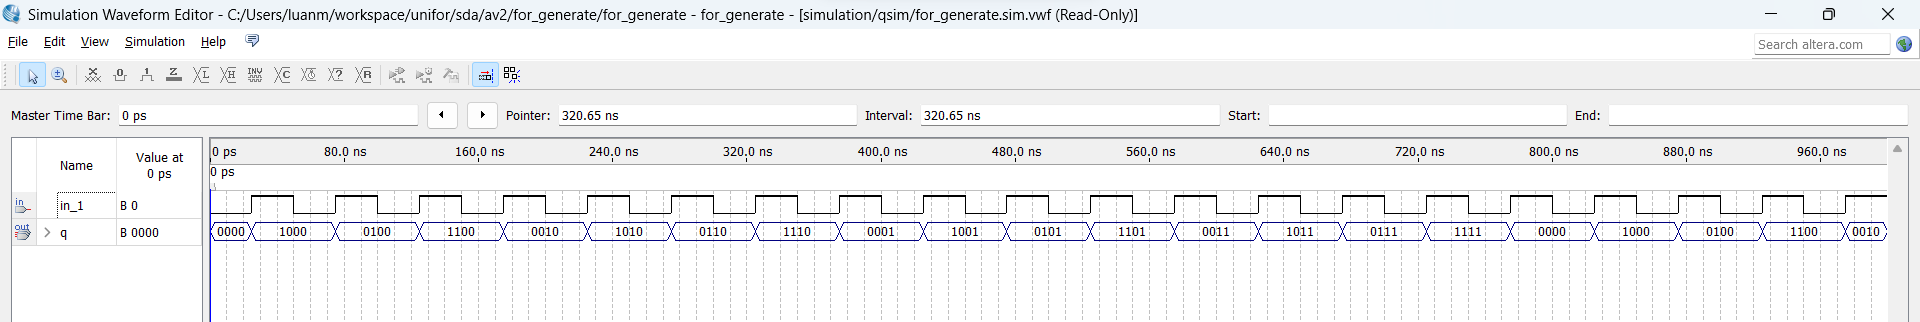 Simulation Waveform Editor - C:/Users/luanm/workspace/unifor/sda/av2/for_generate/for_generate - for_generate - [simulation/qsim/for_generate.sim.vwf (Read-Only)]
File Edit View Simulation Help
Search altera.com
Master Time Bar: 0 ps Pointer: 320.65 ns Interval: 320.65 ns Start: End:
Name Value at 0 ps
0 ps 80.0 ns 160.0 ns 240.0 ns 320.0 ns 400.0 ns 480.0 ns 560.0 ns 640.0 ns 720.0 ns 800.0 ns 880.0 ns 960.0 ns
0 ps
in in_1 B 0
out q B 0000 0000 1000 0100 1100 0010 1010 0110 1110 0001 1001 0101 1101 0011 1011 0111 1111 0000 1000 0100 1100 0010